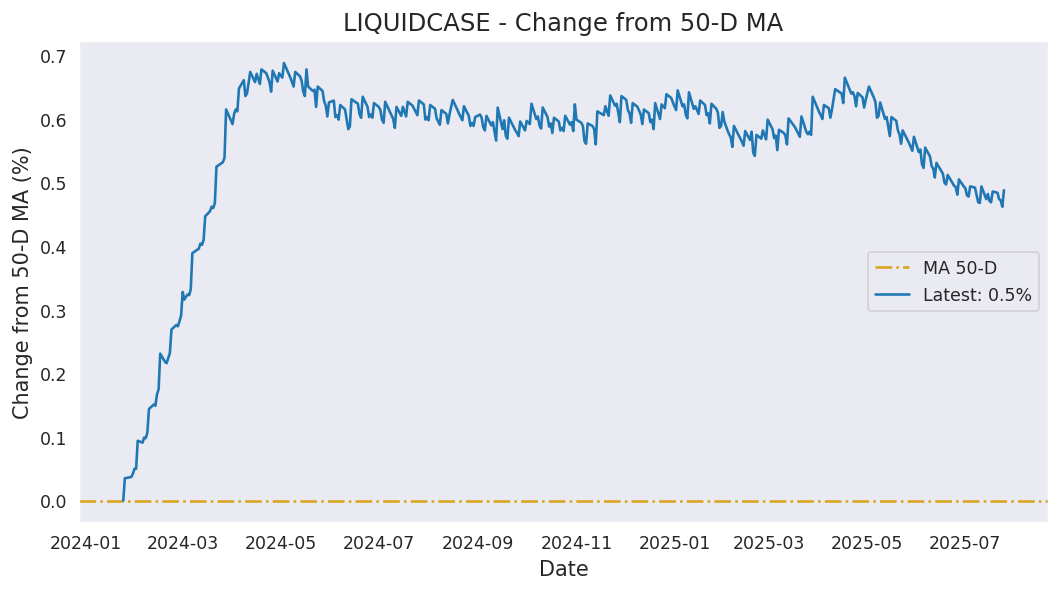 LIQUIDCASE - Change from 50-D MA
Change from 50-D MA (%)
0.7
0.6
0.5
0.4
0.3
0.2
0.1
0.0
MA 50-D
Latest: 0.5%
2024-01 2024-03 2024-05 2024-07 2024-09 2024-11 2025-01 2025-03 2025-05 2025-07
Date